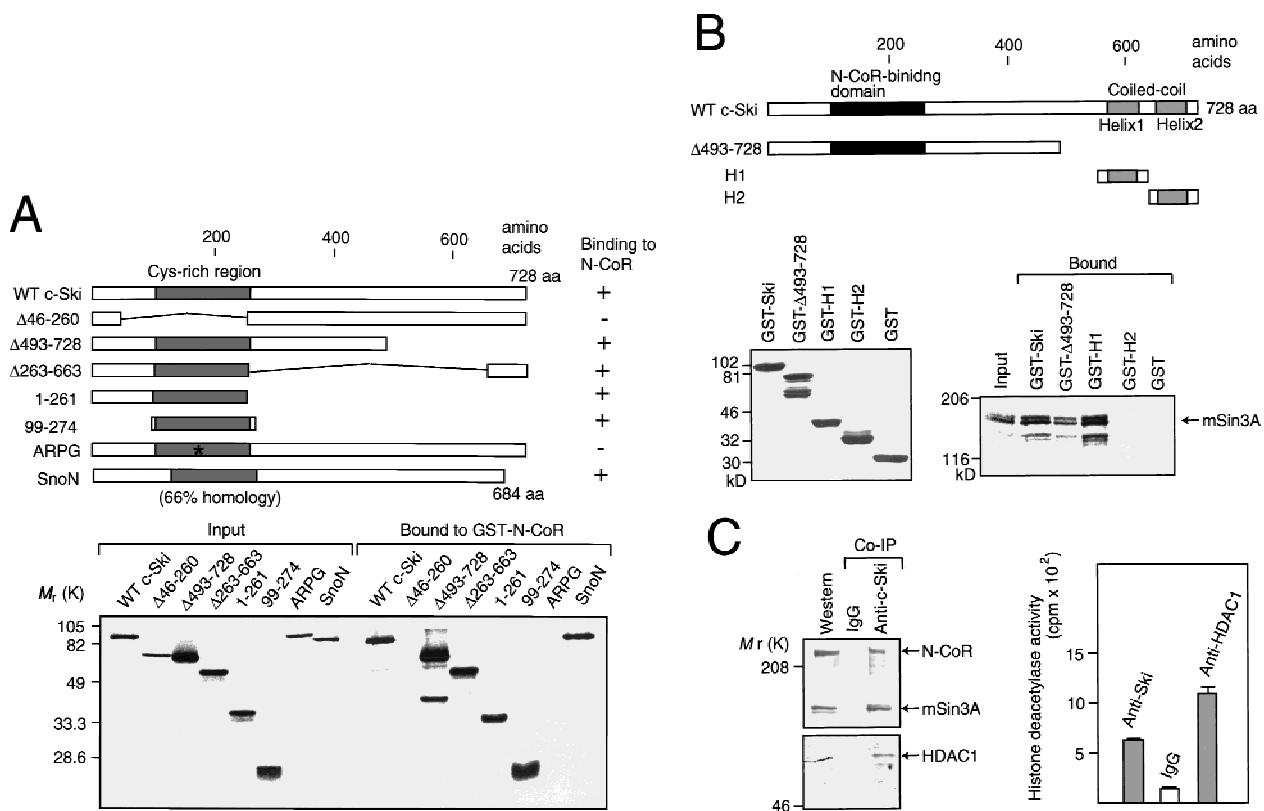 A
200 400 600 amino acids
Binding to N-CoR
Cys-rich region
728 aa
WT c-Ski +
Δ46-260 -
Δ493-728 +
Δ263-663 +
1-261 +
99-274 +
ARPG * -
SnoN +
(66% homology)
684 aa
Input
Bound to GST-N-CoR
Mr (K)
WT c-Ski Δ46-260 Δ493-728 Δ263-663 1-261 99-274 ARPG SnoN
WT c-Ski Δ46-260 Δ493-728 Δ263-663 1-261 99-274 ARPG SnoN
105
82
49
33.3
28.6
B
200 400 600 amino acids
N-CoR-binidng domain
Coiled-coil
WT c-Ski 728 aa
Helix1 Helix2
Δ493-728
H1
H2
GST-Ski GST-Δ493-728 GST-H1 GST-H2 GST
102
81
46
32
30
kD
Bound
Input GST-Ski GST-Δ493-728 GST-H1 GST-H2 GST
206
mSin3A
116
kD
C
Co-IP
Western IgG Anti-c-Ski
Mr (K)
208
N-CoR
mSin3A
HDAC1
46
Histone deacetylase activity
(cpm x 10²)
15
10
5
Anti-Ski
IgG
Anti-HDAC1